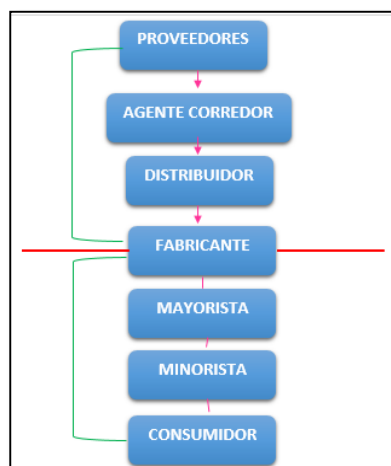 PROVEEDORES
AGENTE CORREDOR
DISTRIBUIDOR
FABRICANTE
MAYORISTA
MINORISTA
CONSUMIDOR